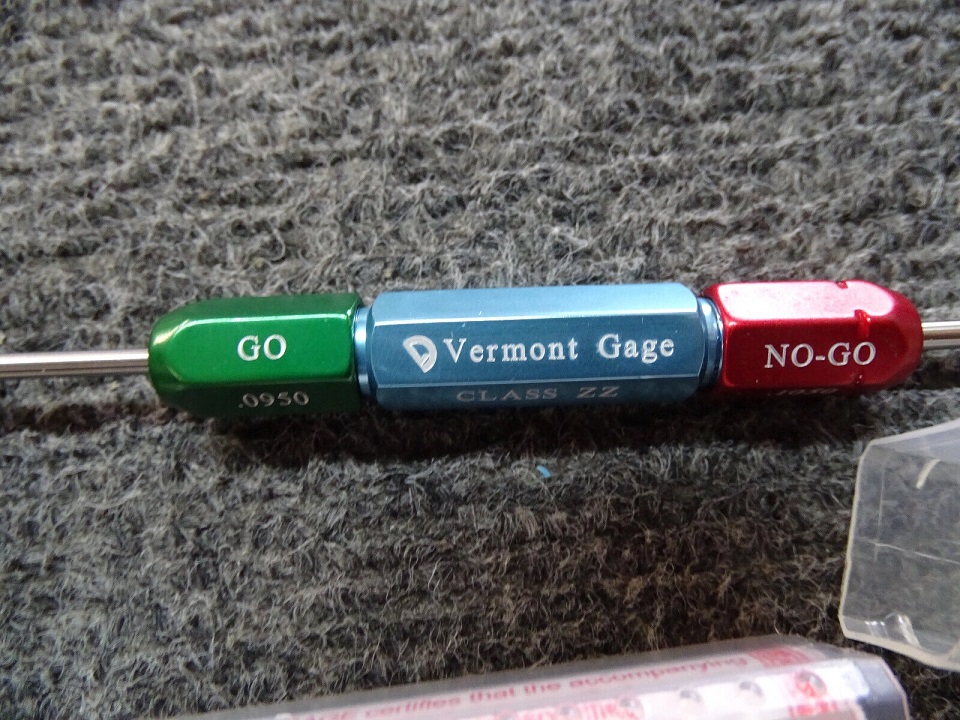 GO
.0950
Vermont Gage
CLASS ZZ
NO-GO
certifies that the accompanying